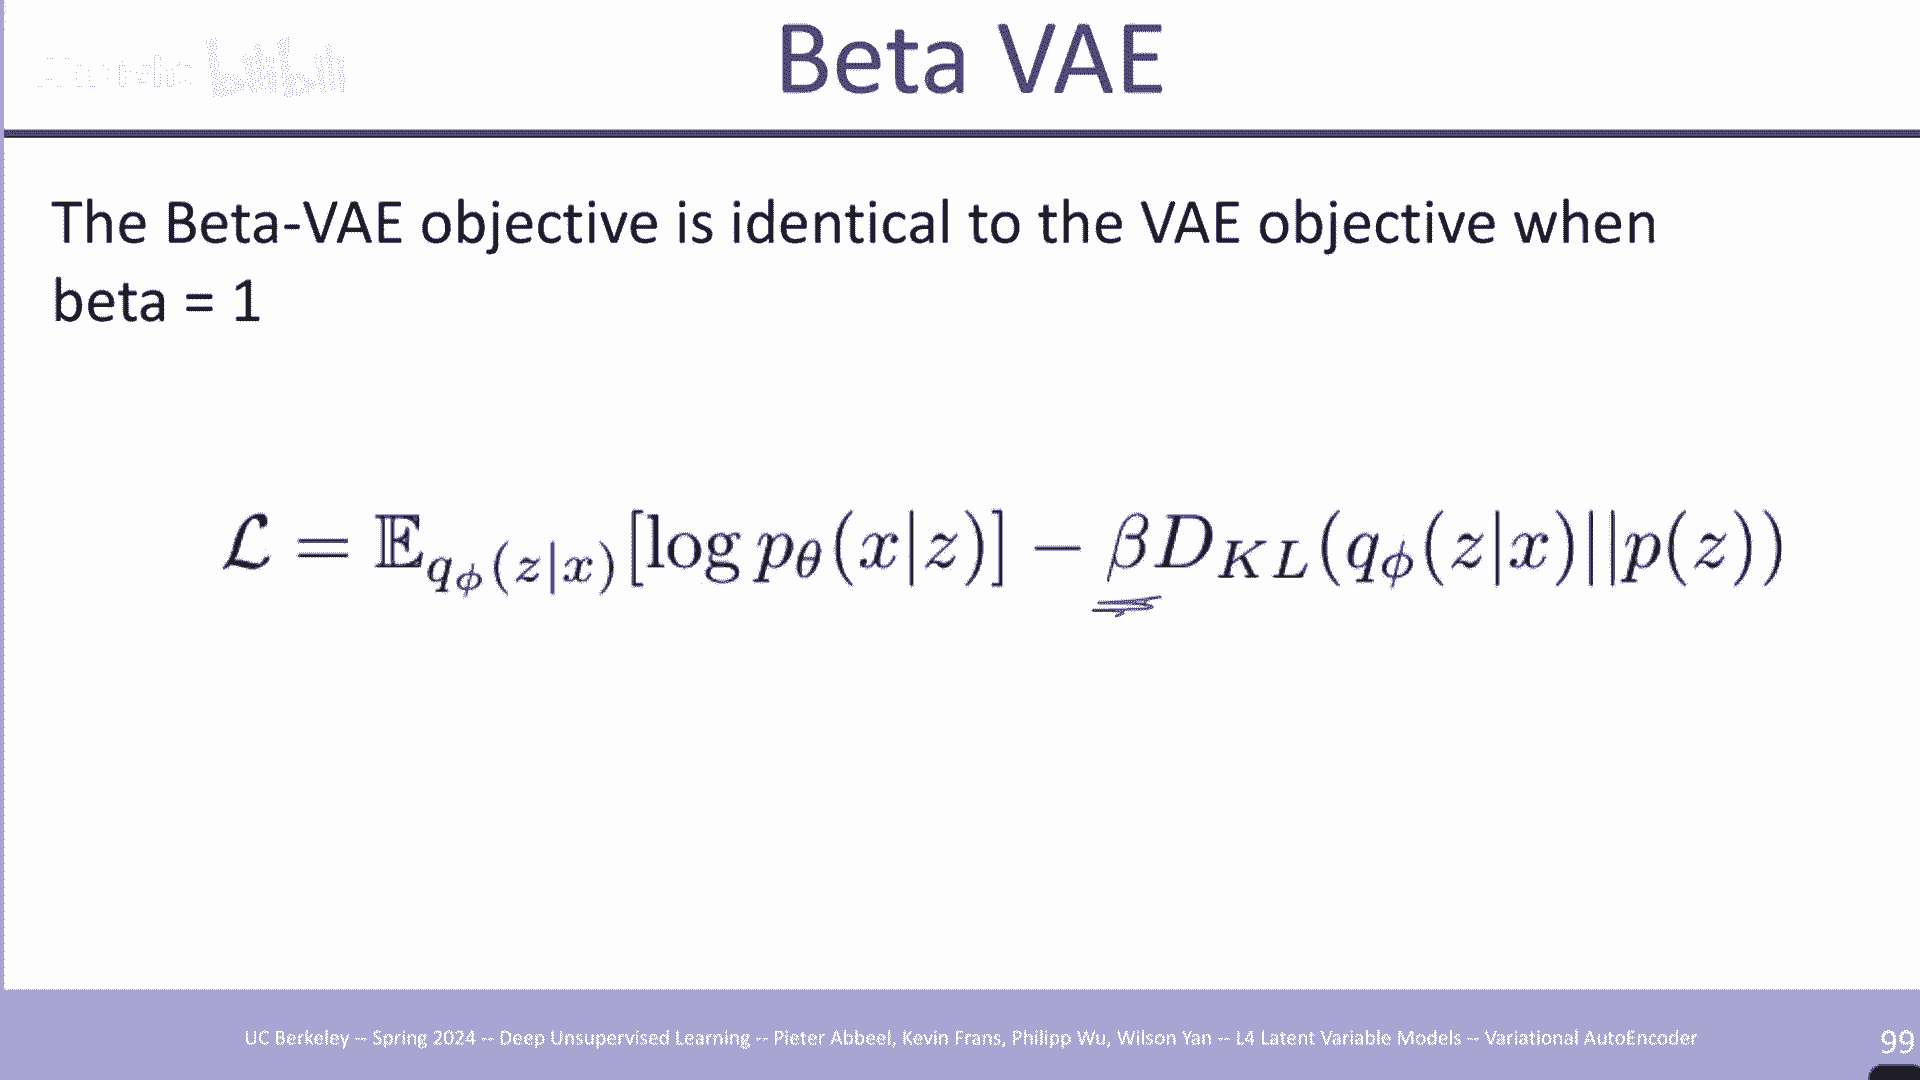 Beta VAE
The Beta-VAE objective is identical to the VAE objective when
beta = 1
$\mathcal{L} = \mathbb{E}_{q_\phi(z|x)}[\log p_\theta(x|z)] - \beta D_{KL}(q_\phi(z|x)||p(z))$
UC Berkeley -- Spring 2024 -- Deep Unsupervised Learning -- Pieter Abbeel, Kevin Frans, Philipp Wu, Wilson Yan -- L4 Latent Variable Models -- Variational AutoEncoder
99